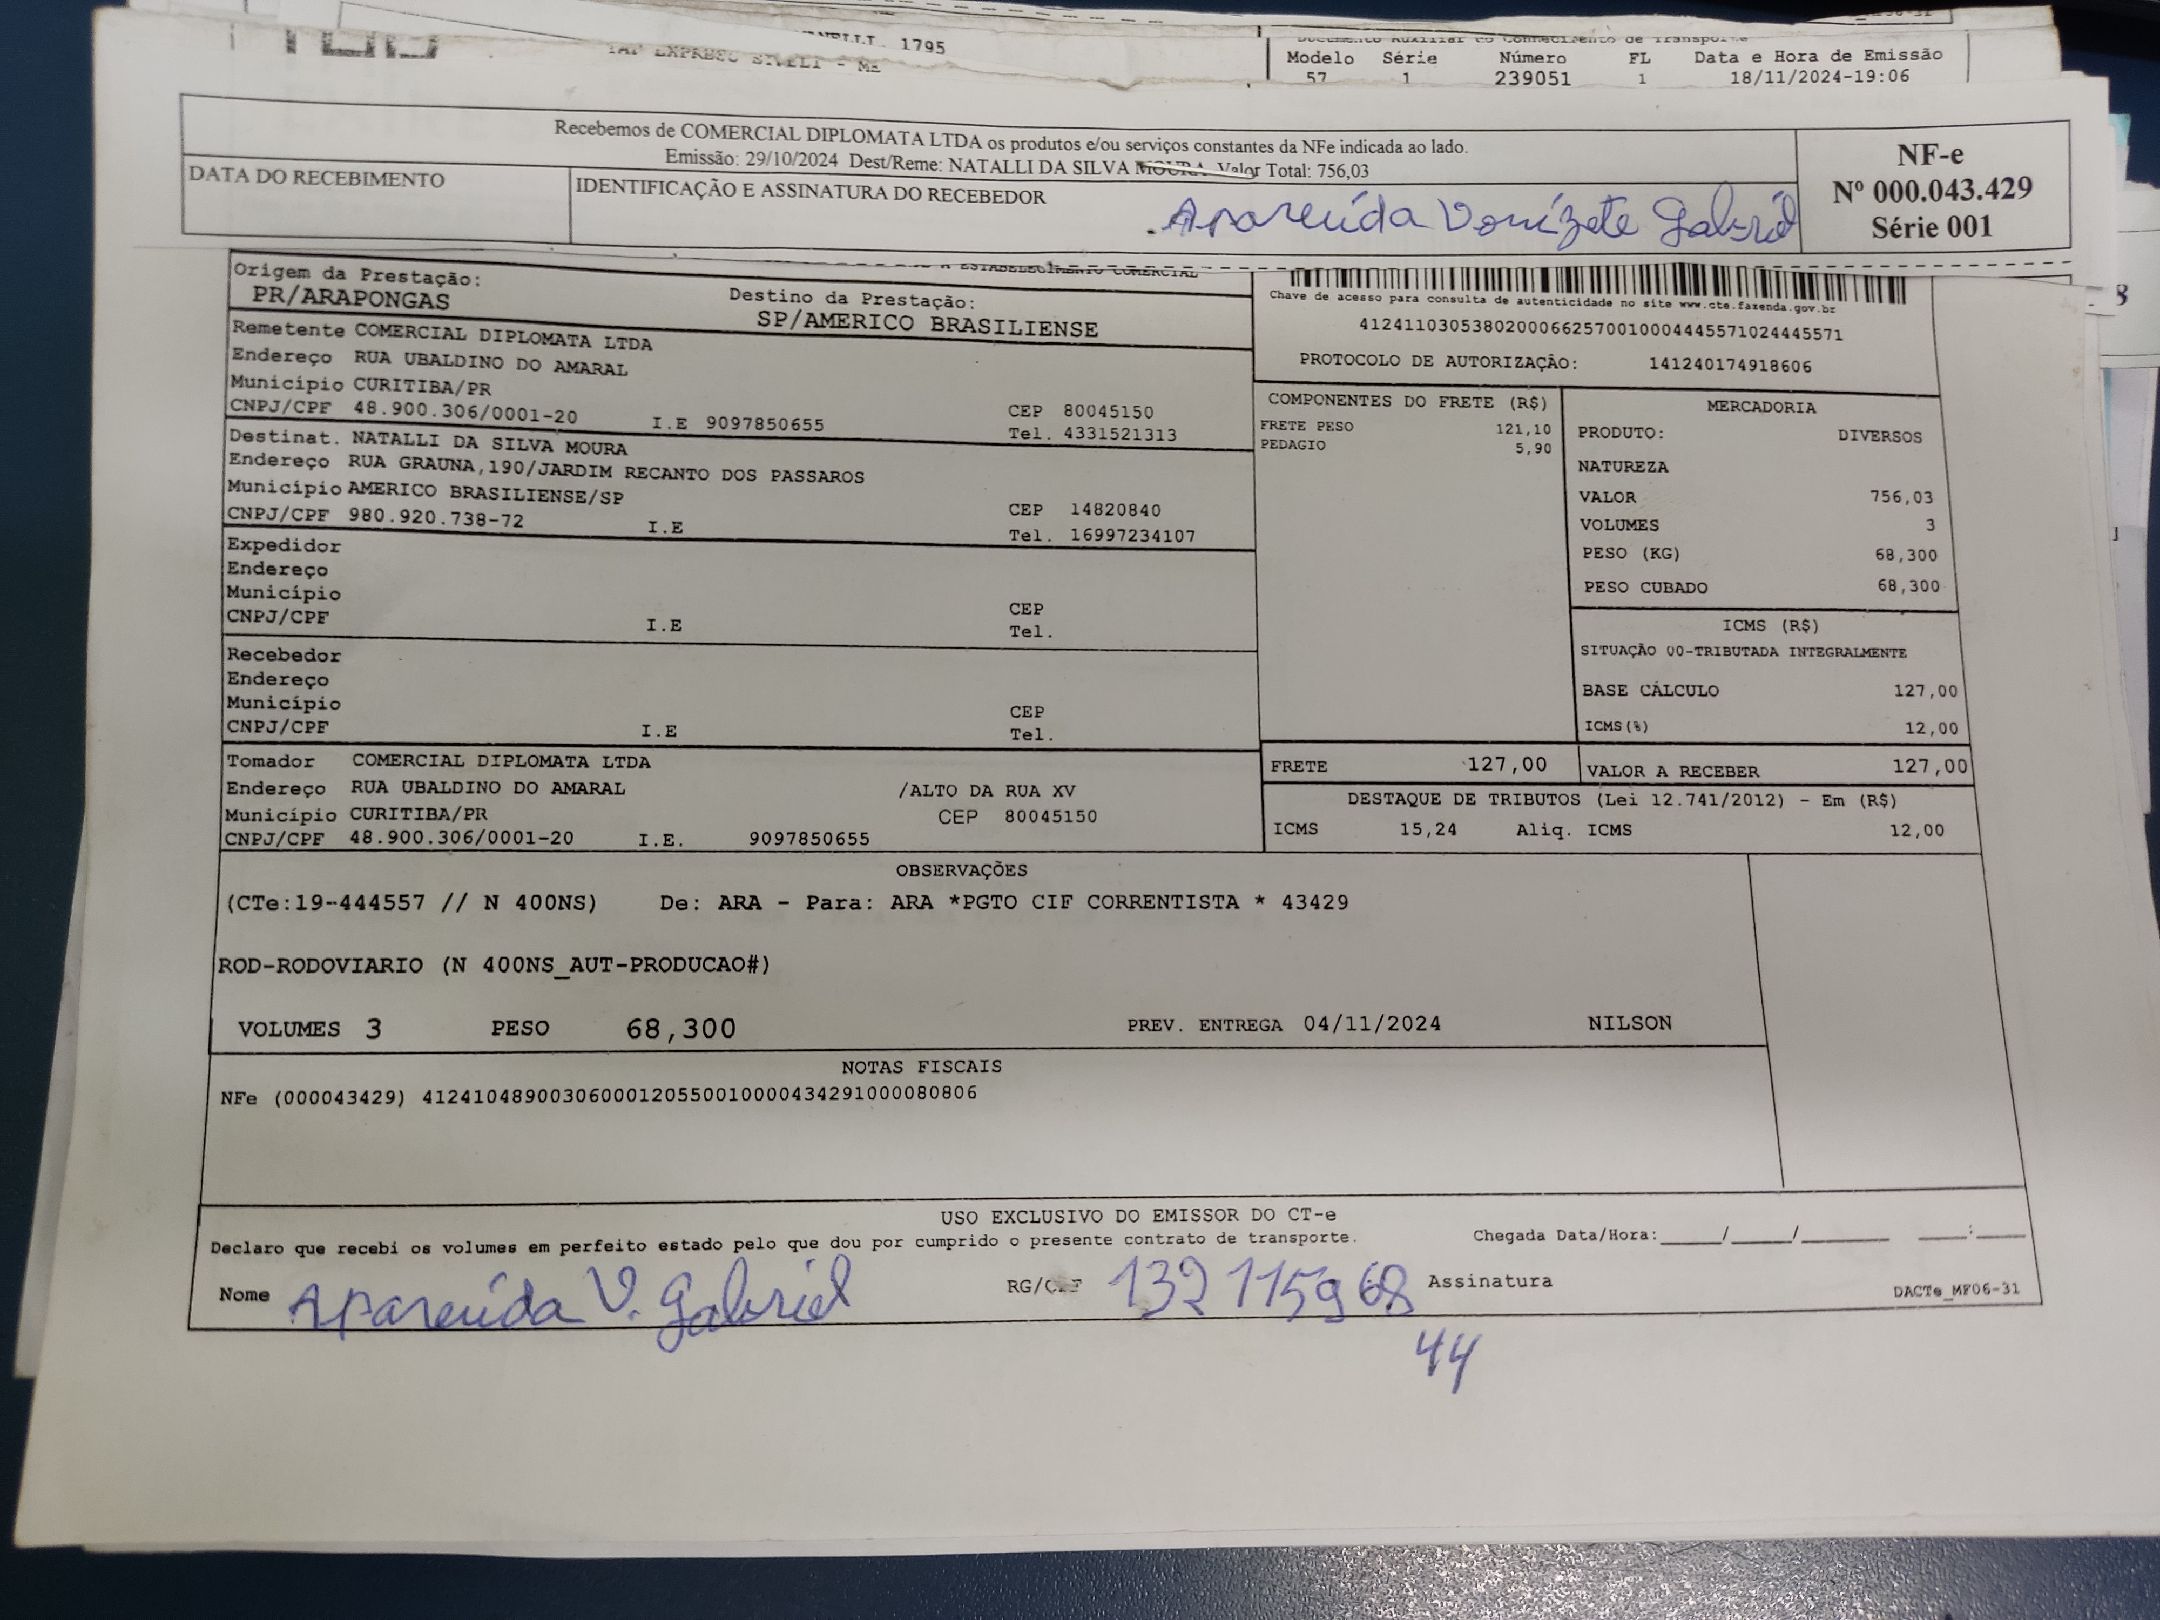 1795
Modelo Série Número FL Data e Hora de Emissão
57 1 239051 1 18/11/2024-19:06
Recebemos de COMERCIAL DIPLOMATA LTDA os produtos e/ou serviços constantes da NFe indicada ao lado.
Emissão: 29/10/2024 Dest/Reme: NATALLI DA SILVA MOURA Valor Total: 756,03
NF-e
Nº 000.043.429
Série 001
DATA DO RECEBIMENTO
IDENTIFICAÇÃO E ASSINATURA DO RECEBEDOR
Aparecida Donizete Gabriel
Origem da Prestação:
PR/ARAPONGAS
Destino da Prestação:
SP/AMERICO BRASILIENSE
Chave de acesso para consulta de autenticidade no site www.cte.fazenda.gov.br
41241103053802000662570010004445571024445571
PROTOCOLO DE AUTORIZAÇÃO: 141240174918606
Remetente COMERCIAL DIPLOMATA LTDA
Endereço RUA UBALDINO DO AMARAL
Município CURITIBA/PR
CEP 80045150
CNPJ/CPF 48.900.306/0001-20 I.E 9097850655
Tel. 4331521313
Destinat. NATALLI DA SILVA MOURA
Endereço RUA GRAUNA,190/JARDIM RECANTO DOS PASSAROS
Município AMERICO BRASILIENSE/SP
CEP 14820840
CNPJ/CPF 980.920.738-72 I.E
Tel. 16997234107
Expedidor
Endereço
Município
CEP
CNPJ/CPF I.E
Tel.
Recebedor
Endereço
Município
CEP
CNPJ/CPF I.E
Tel.
Tomador COMERCIAL DIPLOMATA LTDA
Endereço RUA UBALDINO DO AMARAL /ALTO DA RUA XV
Município CURITIBA/PR CEP 80045150
CNPJ/CPF 48.900.306/0001-20 I.E. 9097850655
COMPONENTES DO FRETE (R$)
FRETE PESO 121,10
PEDAGIO 5,90
MERCADORIA
PRODUTO: DIVERSOS
NATUREZA
VALOR 756,03
VOLUMES 3
PESO (KG) 68,300
PESO CUBADO 68,300
ICMS (R$)
SITUAÇÃO 00-TRIBUTADA INTEGRALMENTE
BASE CÁLCULO 127,00
ICMS(%) 12,00
FRETE 127,00
VALOR A RECEBER 127,00
DESTAQUE DE TRIBUTOS (Lei 12.741/2012) - Em (R$)
ICMS 15,24 Aliq. ICMS 12,00
OBSERVAÇÕES
(CTe:19-444557 // N 400NS) De: ARA - Para: ARA *PGTO CIF CORRENTISTA * 43429
ROD-RODOVIARIO (N 400NS_AUT-PRODUCAO#)
VOLUMES 3 PESO 68,300 PREV. ENTREGA 04/11/2024 NILSON
NOTAS FISCAIS
NFe (000043429) 41241048900306000120550010000434291000080806
USO EXCLUSIVO DO EMISSOR DO CT-e
Declaro que recebi os volumes em perfeito estado pelo que dou por cumprido o presente contrato de transporte.
Chegada Data/Hora:_____/_____/_______ ____:____
Nome Aparecida D. Gabriel RG/CPF 132115968 Assinatura
44
DACTe_MF06-31